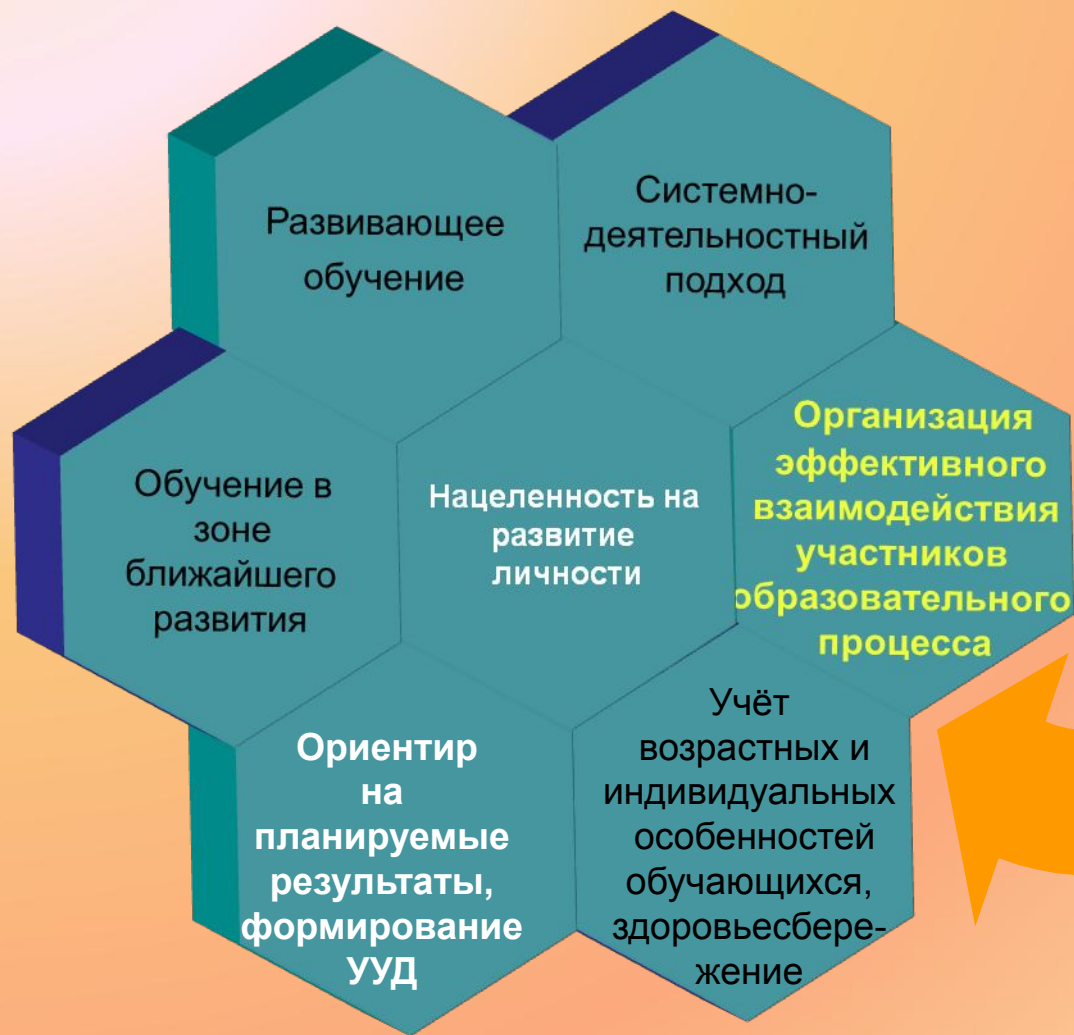 Развивающее
обучение
Системно-
деятельностный
подход
Обучение в
зоне
ближайшего
развития
Нацеленность на
развитие
личности
Организация
эффективного
взаимодействия
участников
образовательного
процесса
Ориентир
на
планируемые
результаты,
формирование
УУД
Учёт
возрастных и
индивидуальных
особенностей
обучающихся,
здоровьесбере-
жение